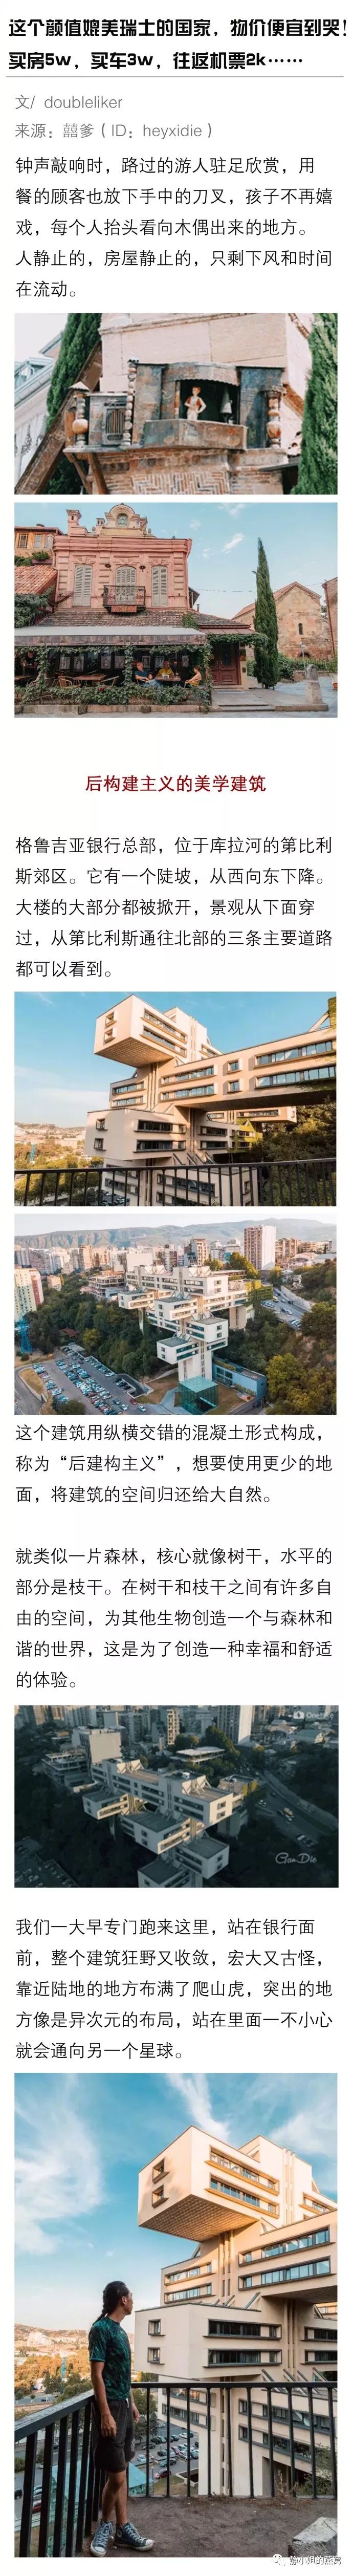 这个颜值媲美瑞士的国家，物价便宜到哭！
买房5w，买车3w，往返机票2k……
文/  doubleliker
来源：囍爹（ID：heyxidie）
钟声敲响时，路过的游人驻足欣赏，用
餐的顾客也放下手中的刀叉，孩子不再嬉
戏，每个人抬头看向木偶出来的地方。
人静止的，房屋静止的，只剩下风和时间
在流动。
后构建主义的美学建筑
格鲁吉亚银行总部，位于库拉河的第比利
斯郊区。它有一个陡坡，从西向东下降。
大楼的大部分都被掀开，景观从下面穿
过，从第比利斯通往北部的三条主要道路
都可以看到。
这个建筑用纵横交错的混凝土形式构成，
称为“后建构主义”，想要使用更少的地
面，将建筑的空间归还给大自然。
就类似一片森林，核心就像树干，水平的
部分是枝干。在树干和枝干之间有许多自
由的空间，为其他生物创造一个与森林和
谐的世界，这是为了创造一种幸福和舒适
的体验。
GanDie
我们一大早专门跑来这里，站在银行面
前，整个建筑狂野又收敛，宏大又古怪，
靠近陆地的地方布满了爬山虎，突出的地
方像是异次元的布局，站在里面一不小心
就会通向另一个星球。
静小姐的燕窝